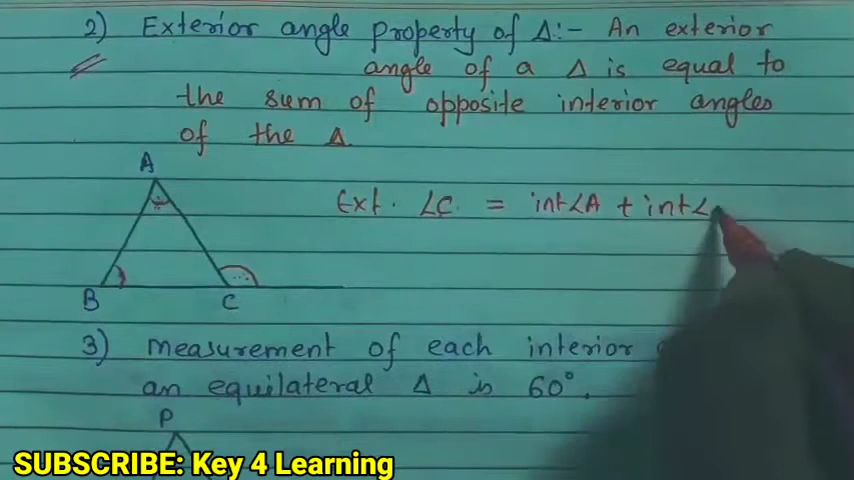 2) Exterior angle property of Δ:- An exterior
angle of a Δ is equal to
the sum of opposite interior angles
of the Δ
A
Ext. ∠C = int∠A + int∠
B
C
3) measurement of each interior
an equilateral Δ is 60°.
P
SUBSCRIBE: Key 4 Learning